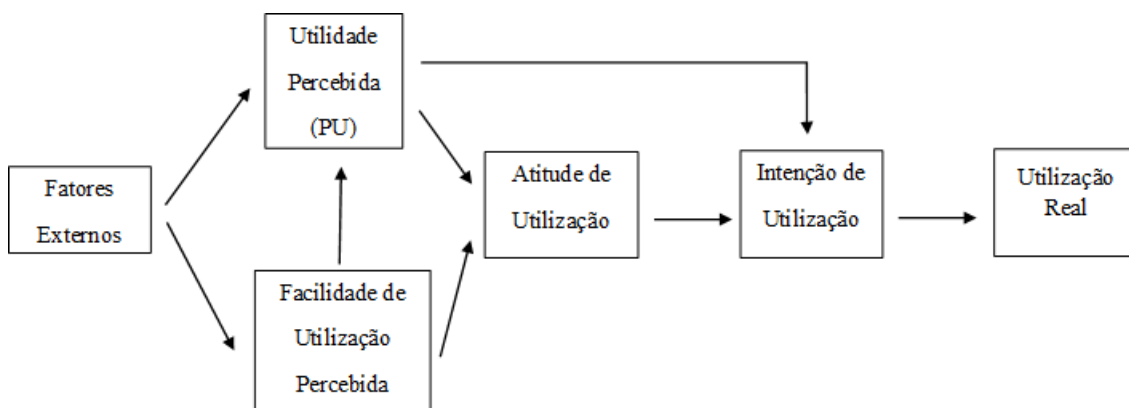 Utilidade
Percebida
(PU)
Fatores
Externos
Atitude de
Utilização
Intenção de
Utilização
Utilização
Real
Facilidade de
Utilização
Percebida